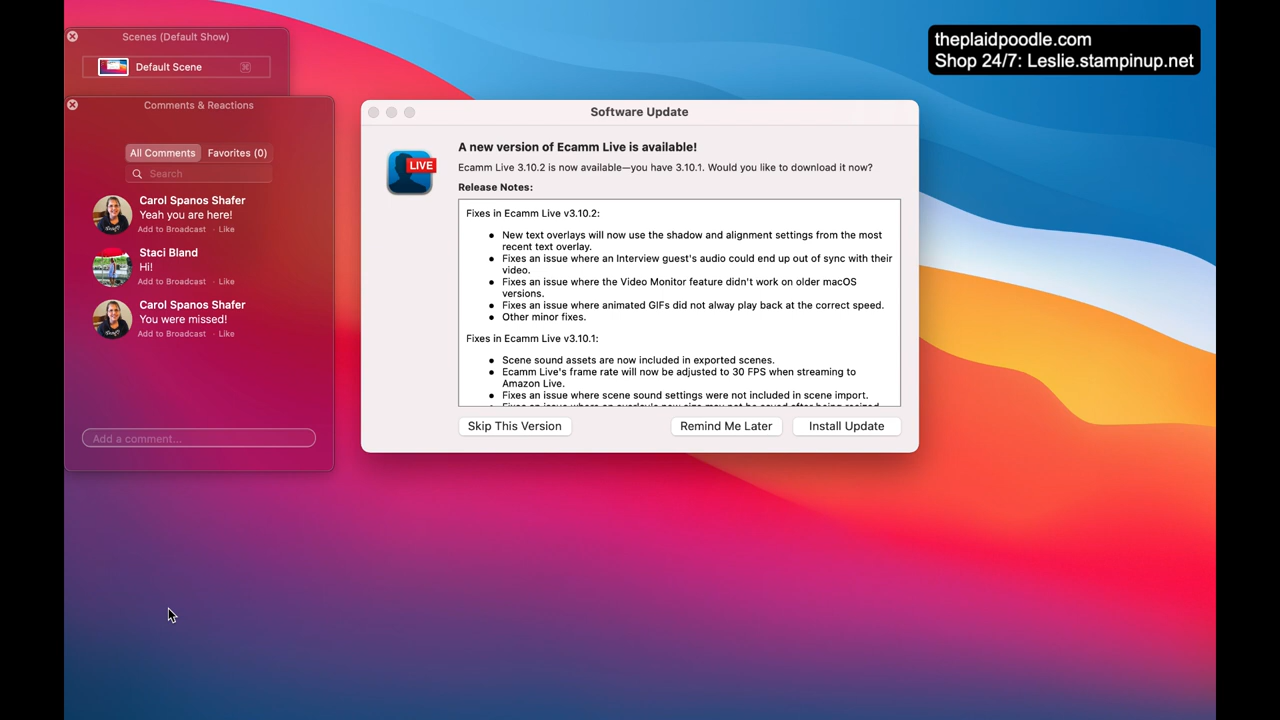 Scenes (Default Show)
Default Scene
Comments & Reactions
All Comments Favorites (0)
Search
Carol Spanos Shafer
Yeah you are here!
Add to Broadcast · Like
Staci Bland
Hi!
Add to Broadcast · Like
Carol Spanos Shafer
You were missed!
Add to Broadcast · Like
Add a comment...
theplaidpoodle.com
Shop 24/7: Leslie.stampinup.net
Software Update
LIVE
A new version of Ecamm Live is available!
Ecamm Live 3.10.2 is now available—you have 3.10.1. Would you like to download it now?
Release Notes:
Fixes in Ecamm Live v3.10.2:
• New text overlays will now use the shadow and alignment settings from the most
recent text overlay.
• Fixes an issue where an Interview guest's audio could end up out of sync with their
video.
• Fixes an issue where the Video Monitor feature didn't work on older macOS
versions.
• Fixes an issue where animated GIFs did not alway play back at the correct speed.
• Other minor fixes.
Fixes in Ecamm Live v3.10.1:
• Scene sound assets are now included in exported scenes.
• Ecamm Live's frame rate will now be adjusted to 30 FPS when streaming to
Amazon Live.
• Fixes an issue where scene sound settings were not included in scene import.
Skip This Version Remind Me Later Install Update